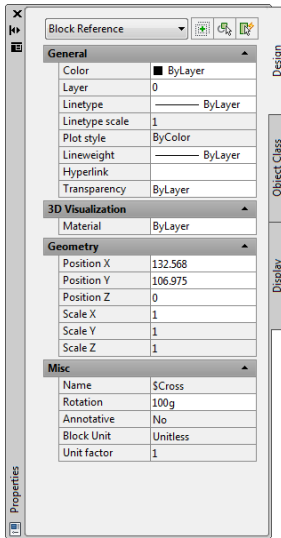 Block Reference
General
Color ByLayer
Layer 0
Linetype ByLayer
Linetype scale 1
Plot style ByColor
Lineweight ByLayer
Hyperlink
Transparency ByLayer
3D Visualization
Material ByLayer
Geometry
Position X 132.568
Position Y 106.975
Position Z 0
Scale X 1
Scale Y 1
Scale Z 1
Misc
Name $Cross
Rotation 100g
Annotative No
Block Unit Unitless
Unit factor 1
Properties
Design
Object Class
Display